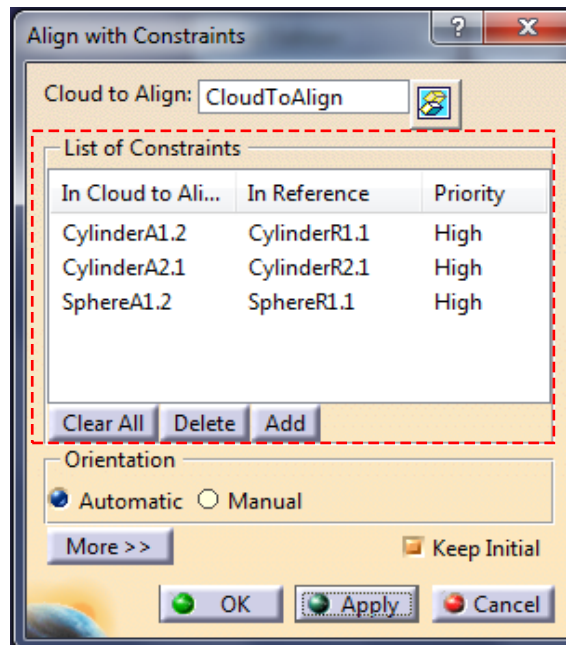 Align with Constraints ? X
Cloud to Align: CloudToAlign
List of Constraints
In Cloud to Ali... In Reference Priority
CylinderA1.2 CylinderR1.1 High
CylinderA2.1 CylinderR2.1 High
SphereA1.2 SphereR1.1 High
Clear All Delete Add
Orientation
Automatic Manual
More >> Keep Initial
OK Apply Cancel